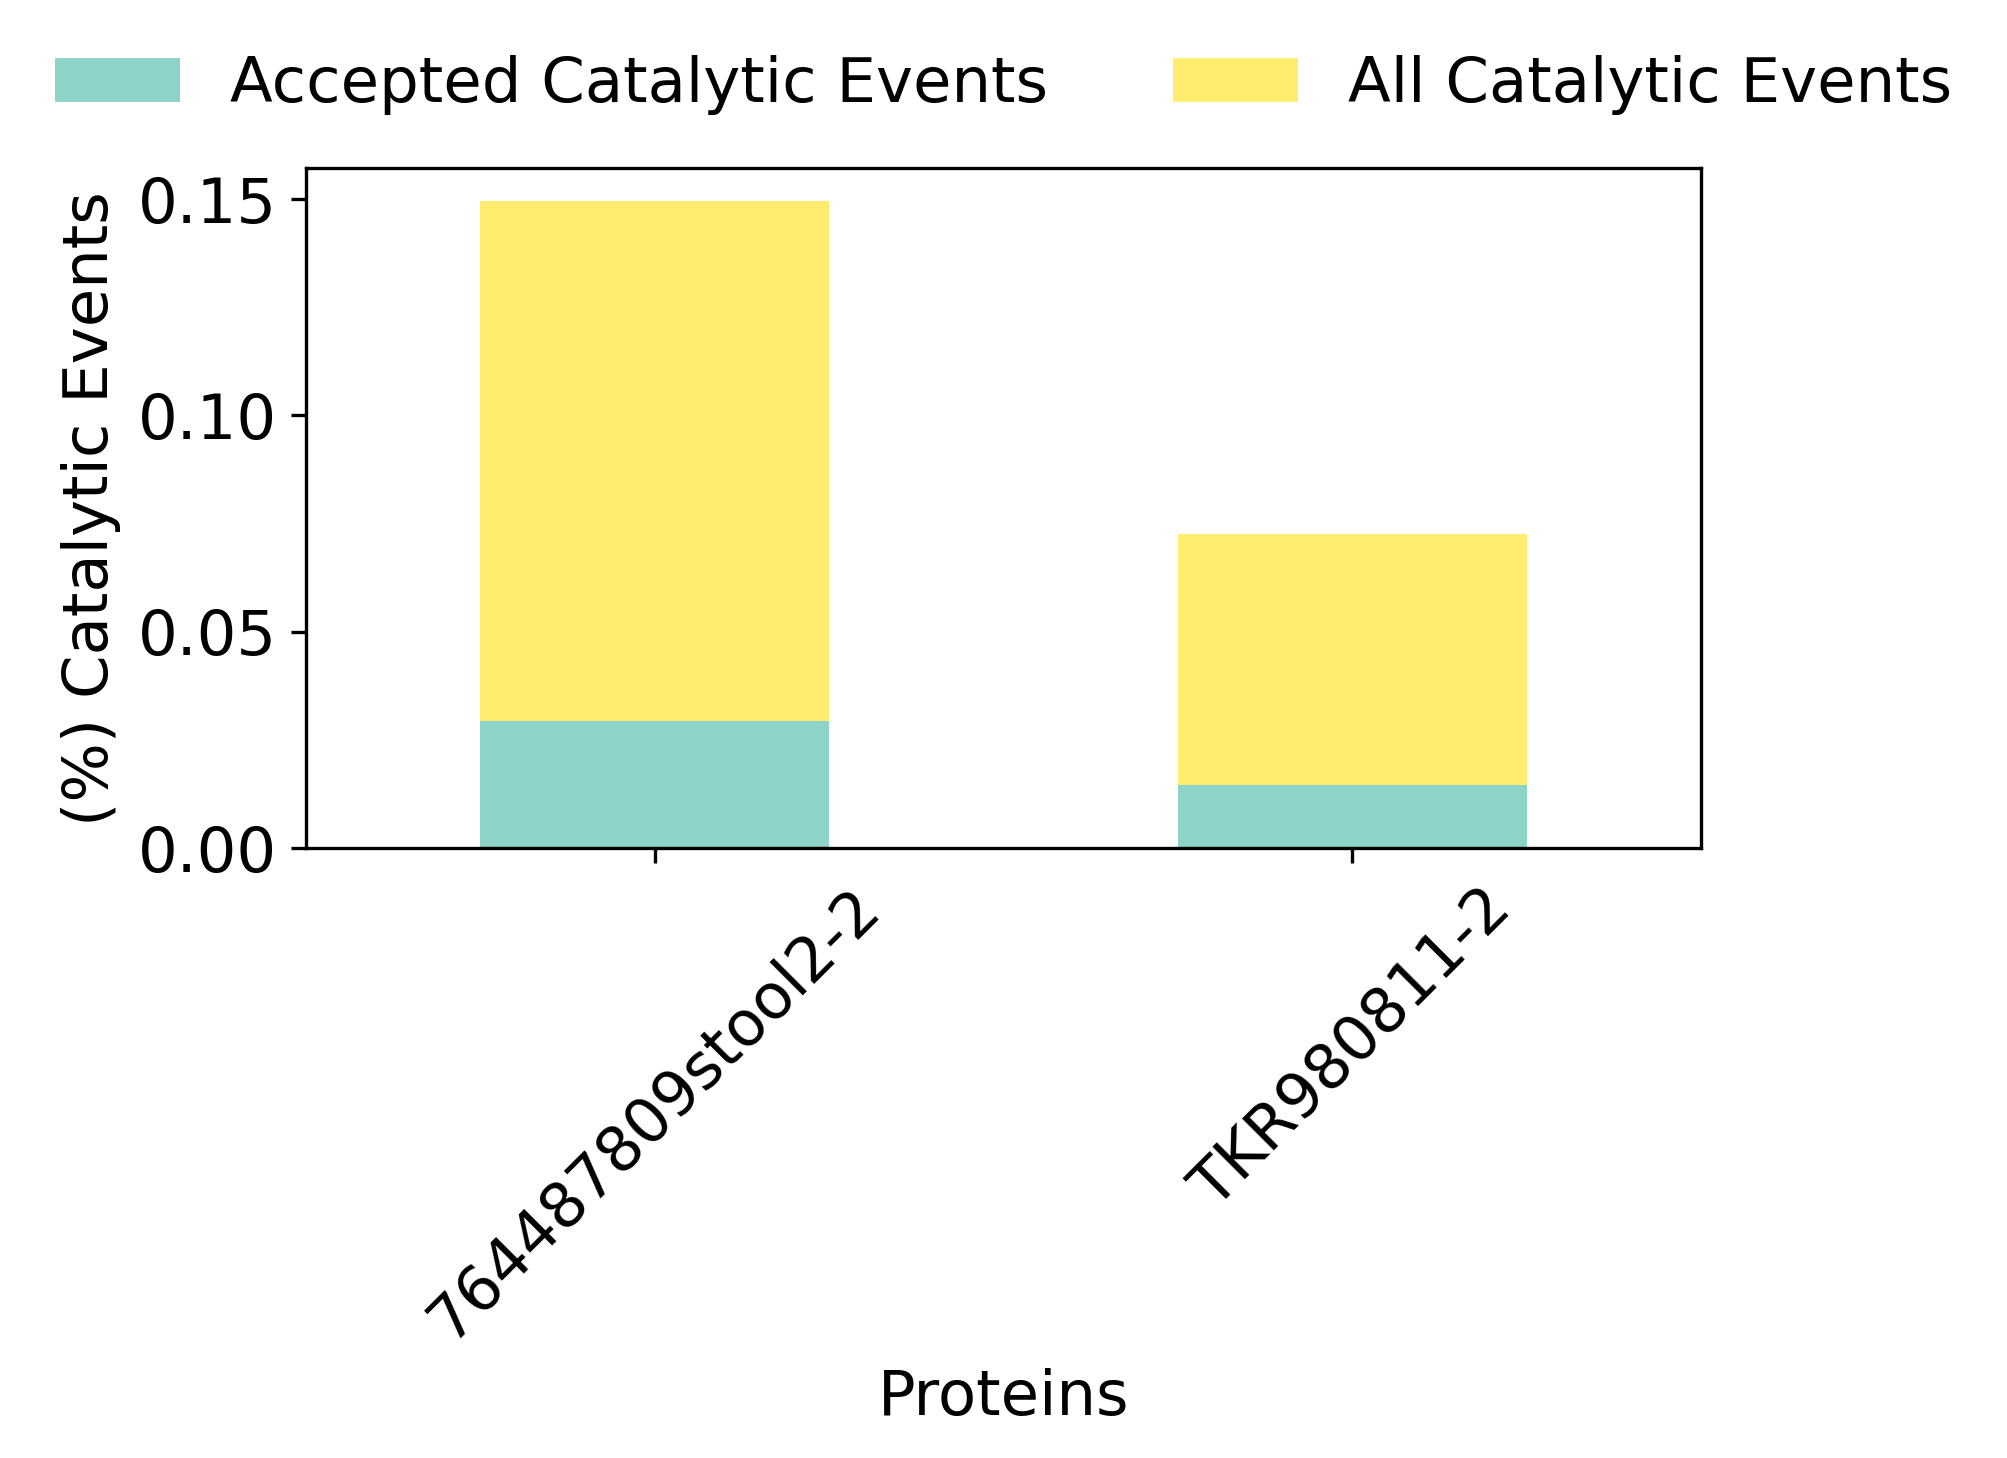 Accepted Catalytic Events
All Catalytic Events
(%) Catalytic Events
0.15
0.10
0.05
0.00
764487809stool2-2
TKR980811-2
Proteins